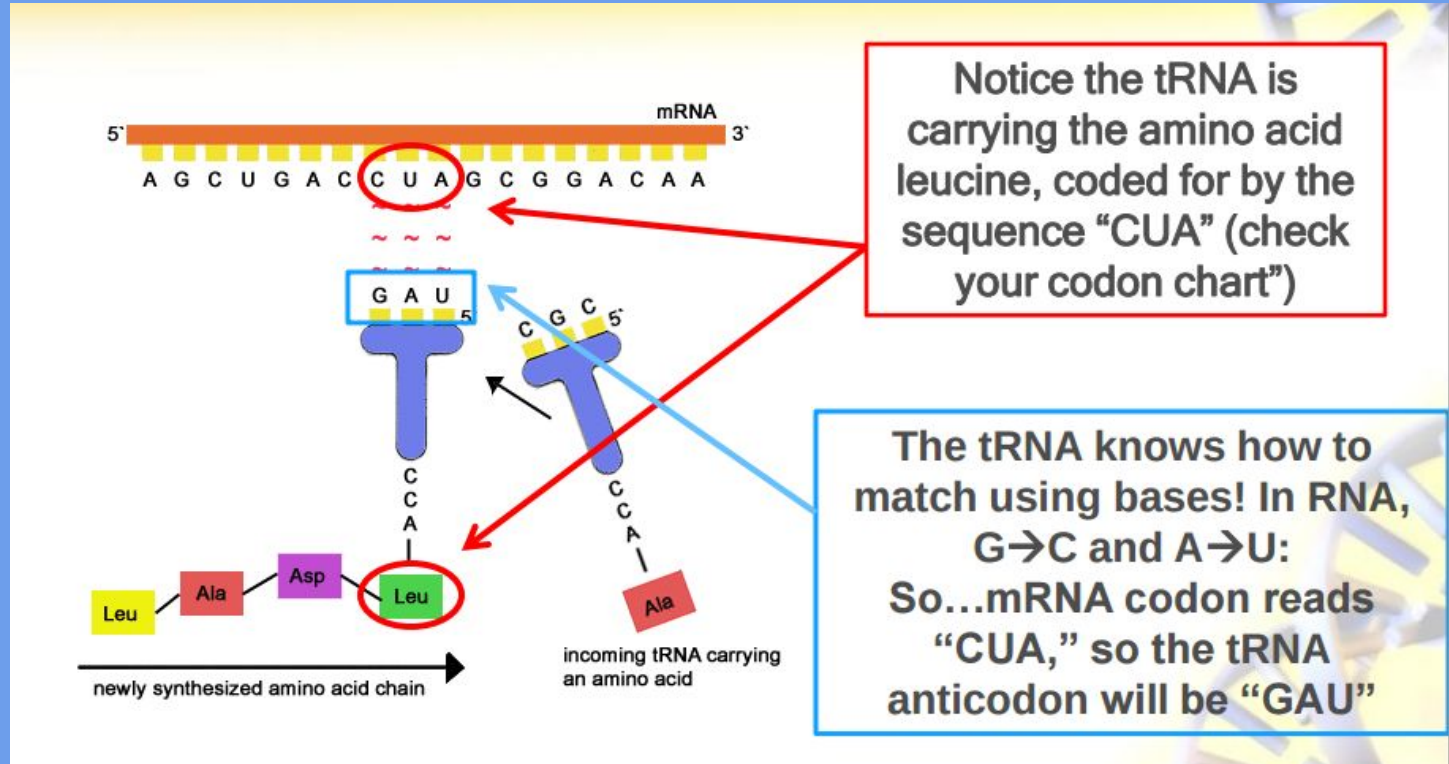 mRNA
5` 3`
A G C U G A C C U A G C G G A C A A
~ ~ ~
~ ~ ~
~ ~ ~
G A U
5`
C G C 5`
C
C
A
C
C
A
Leu Ala Asp Leu
Ala
newly synthesized amino acid chain
incoming tRNA carrying
an amino acid
Notice the tRNA is
carrying the amino acid
leucine, coded for by the
sequence “CUA” (check
your codon chart”)
The tRNA knows how to
match using bases! In RNA,
G→C and A→U:
So…mRNA codon reads
“CUA,” so the tRNA
anticodon will be “GAU”